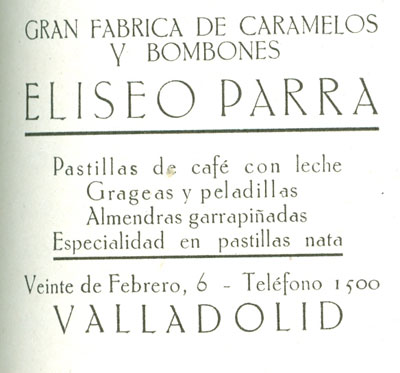 GRAN FABRICA DE CARAMELOS
Y BOMBONES
ELISEO PARRA
Pastillas de café con leche
Grageas y peladillas
Almendras garrapiñadas
Especialidad en pastillas nata
Veinte de Febrero, 6 - Teléfono 1500
VALLADOLID